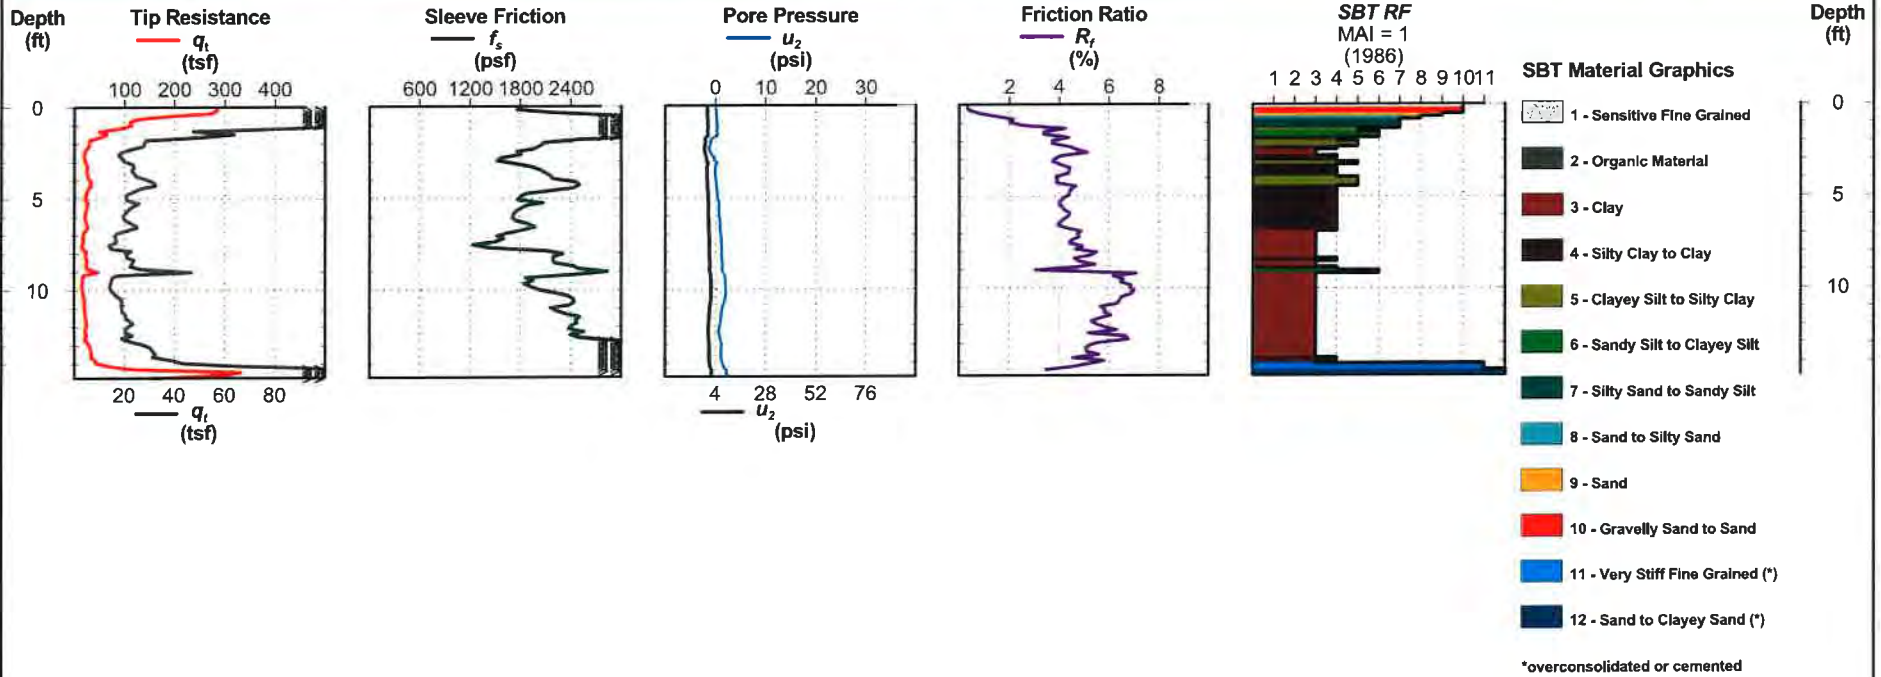 Depth
(ft)
Tip Resistance
qt
(tsf)
100 200 300 400
Sleeve Friction
fs
(psf)
600 1200 1800 2400
Pore Pressure
u2
(psi)
0 10 20 30
Friction Ratio
Rf
(%)
2 4 6 8
SBT RF
MAI = 1
(1986)
1 2 3 4 5 6 7 8 9 10 11
Depth
(ft)
0
5
10
0
5
10
20 40 60 80
qt
(tsf)
4 28 52 76
u2
(psi)
SBT Material Graphics
1 - Sensitive Fine Grained
2 - Organic Material
3 - Clay
4 - Silty Clay to Clay
5 - Clayey Silt to Silty Clay
6 - Sandy Silt to Clayey Silt
7 - Silty Sand to Sandy Silt
8 - Sand to Silty Sand
9 - Sand
10 - Gravelly Sand to Sand
11 - Very Stiff Fine Grained (*)
12 - Sand to Clayey Sand (*)
*overconsolidated or cemented